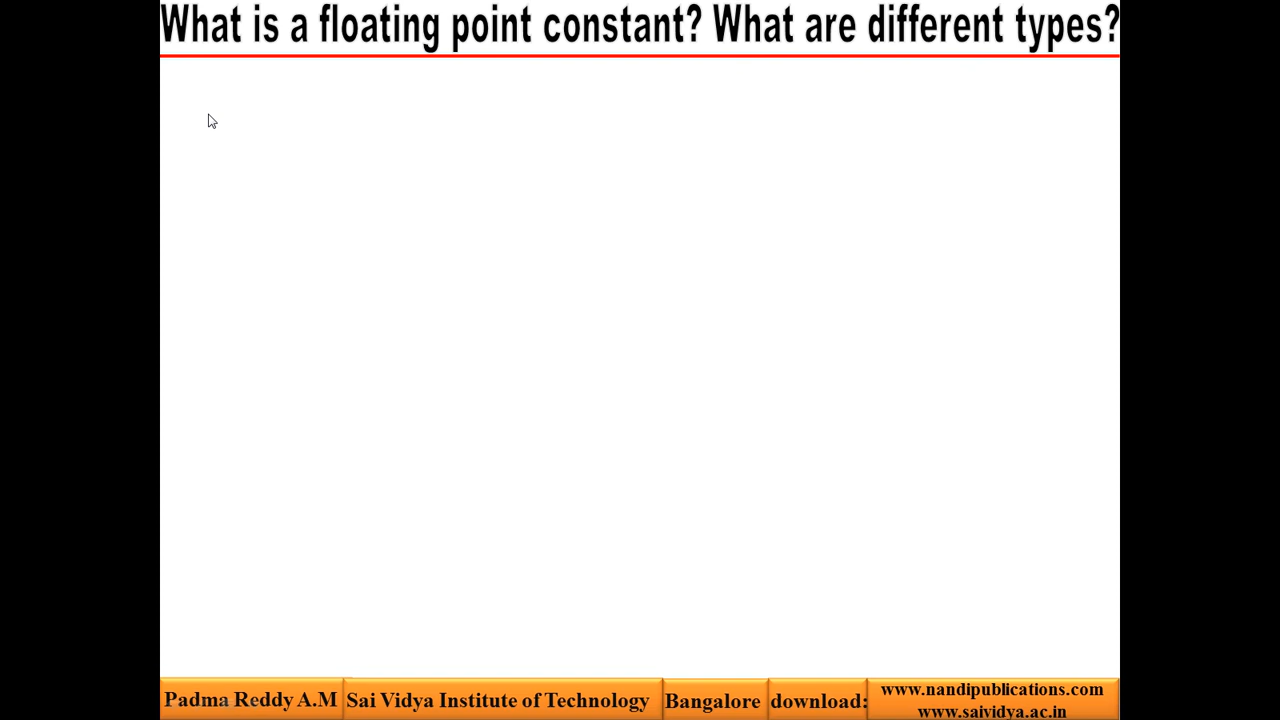 What is a floating point constant? What are different types?
Padma Reddy A.M Sai Vidya Institute of Technology Bangalore download: www.nandipublications.com
www.saividya.ac.in